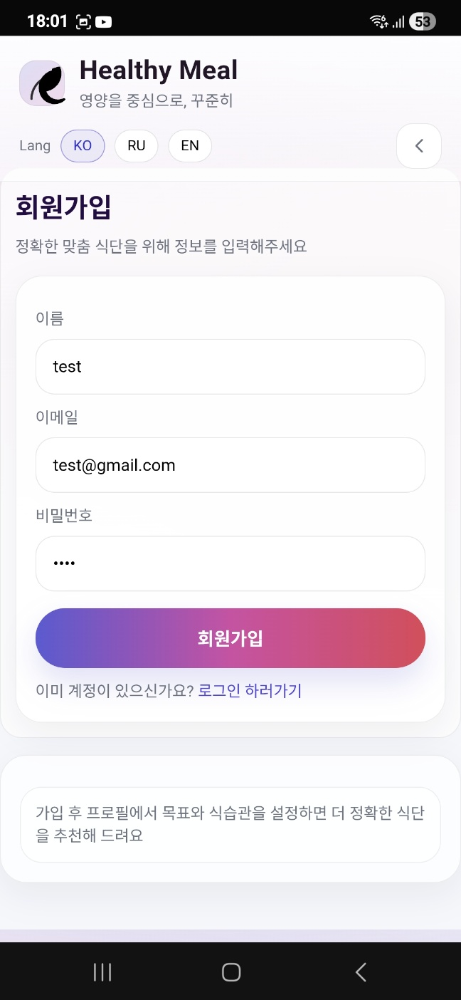 18:01
53
Healthy Meal
영양을 중심으로, 꾸준히
Lang KO RU EN
회원가입
정확한 맞춤 식단을 위해 정보를 입력해주세요
이름
test
이메일
test@gmail.com
비밀번호
••••
회원가입
이미 계정이 있으신가요? 로그인 하러가기
가입 후 프로필에서 목표와 식습관을 설정하면 더 정확한 식단
을 추천해 드려요